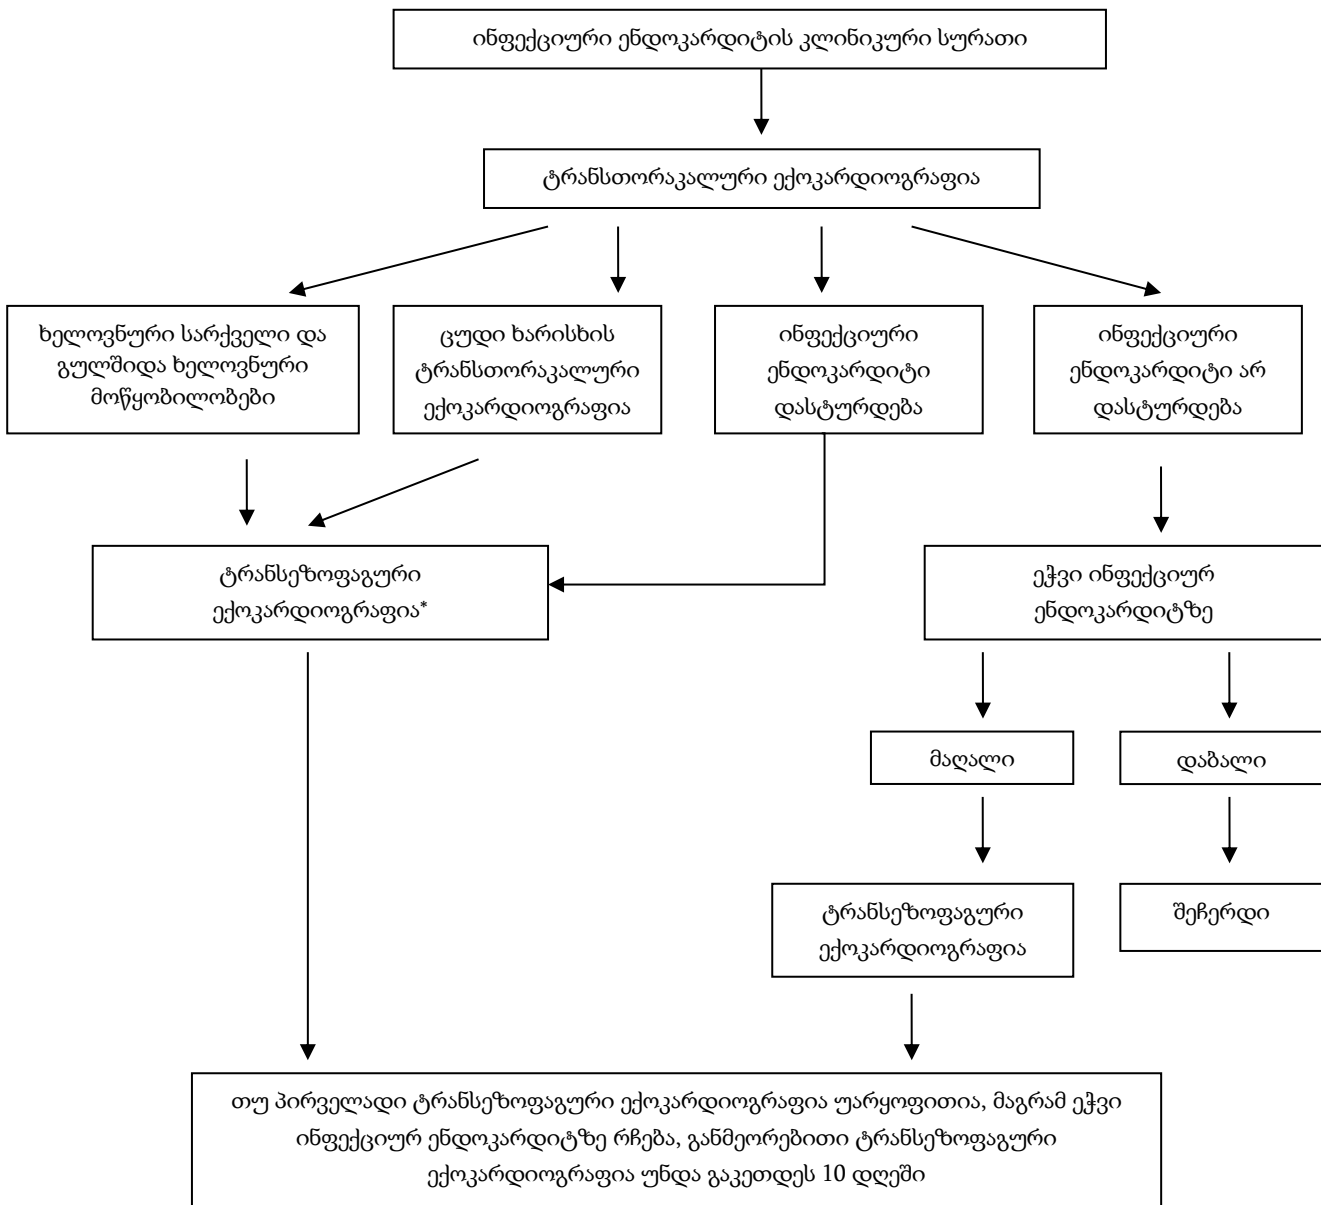 ინფექციური ენდოკარდიტის კლინიკური სურათი
ტრანსთორაკალური ექოკარდიოგრაფია
ხელოვნური სარქველი და
გულშიდა ხელოვნური
მოწყობილობები
ცუდი ხარისხის
ტრანსთორაკალური
ექოკარდიოგრაფია
ინფექციური
ენდოკარდიტი
დასტურდება
ინფექციური
ენდოკარდიტი არ
დასტურდება
ტრანსეზოფაგური
ექოკარდიოგრაფია*
ეჭვი ინფექციურ
ენდოკარდიტზე
მაღალი
დაბალი
ტრანსეზოფაგური
ექოკარდიოგრაფია
შეჩერდი
თუ პირველადი ტრანსეზოფაგური ექოკარდიოგრაფია უარყოფითია, მაგრამ ეჭვი
ინფექციურ ენდოკარდიტზე რჩება, განმეორებითი ტრანსეზოფაგური
ექოკარდიოგრაფია უნდა გაკეთდეს 10 დღეში